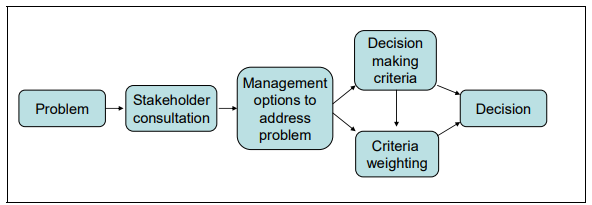 Problem
Stakeholder
consultation
Management
options to
address
problem
Decision
making
criteria
Criteria
weighting
Decision